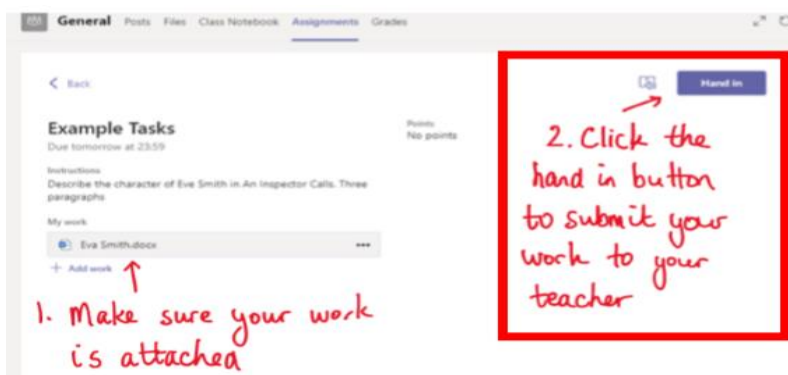 General Posts Files Class Notebook Assignments Grades
Back
Hand in
Example Tasks
Due tomorrow at 23:59
Points
No points
Instructions
Describe the character of Eve Smith in An Inspector Calls. Three
paragraphs
My work
Eva Smith.docx
Add work
1. Make sure your work
is attached
2. Click the
hand in button
to submit your
work to your
teacher